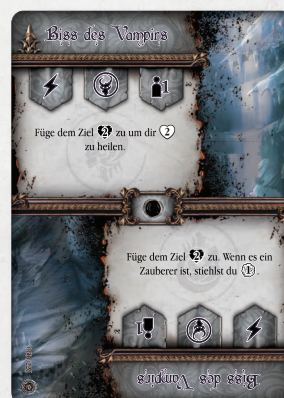 Biss des Vampirs
1
Füge dem Ziel 2 zu um dir 2
zu heilen.
Füge dem Ziel 2 zu. Wenn es ein
Zauberer ist, stiehlst du 1.
1
Biss des Vampirs